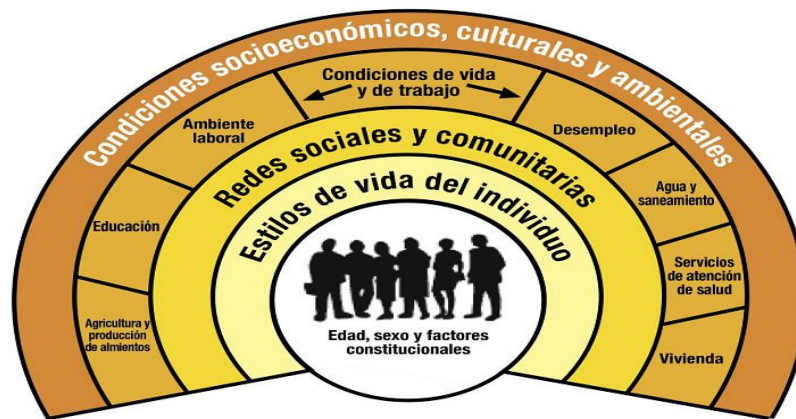 Condiciones socioeconómicos, culturales y ambientales
Condiciones de vida
y de trabajo
Ambiente
laboral
Desempleo
Redes sociales y comunitarias
Educación
Agua y
saneamiento
Estilos de vida del individuo
Servicios
de atención
de salud
Agricultura y
producción
de almientos
Vivienda
Edad, sexo y factores
constitucionales